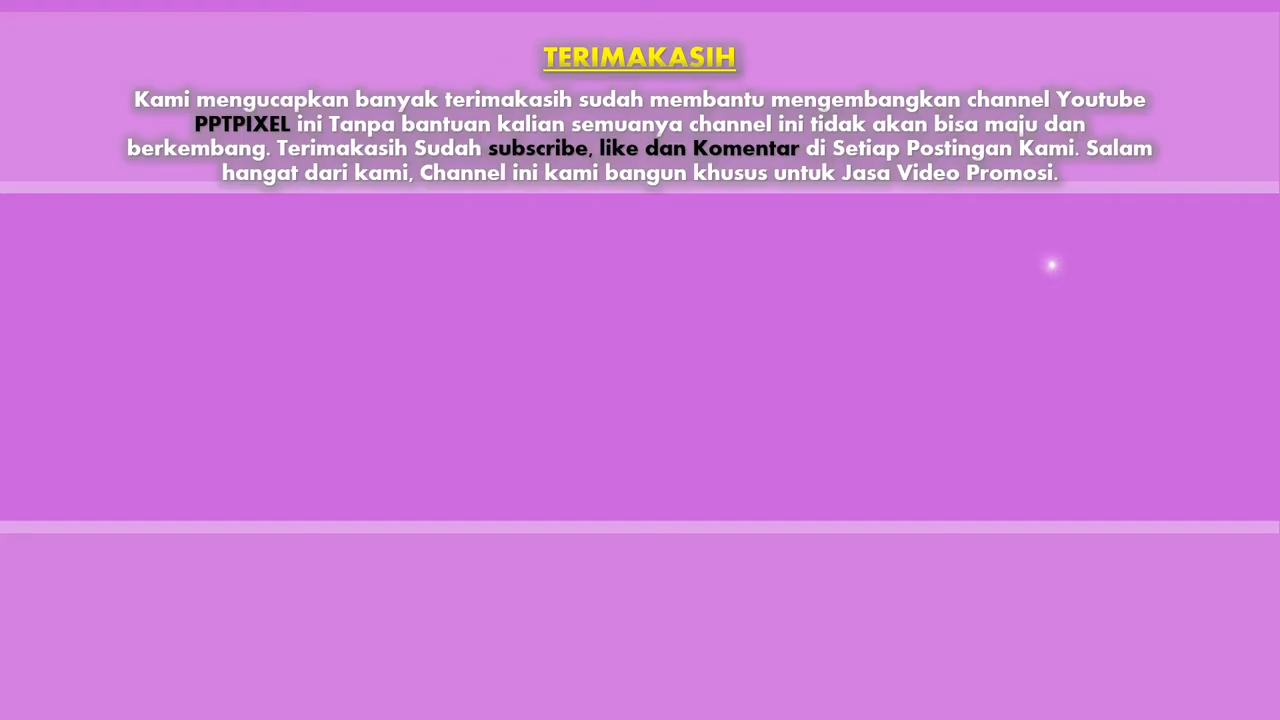 TERIMAKASIH
Kami mengucapkan banyak terimakasih sudah membantu mengembangkan channel Youtube
PPTPIXEL ini Tanpa bantuan kalian semuanya channel ini tidak akan bisa maju dan
berkembang. Terimakasih Sudah subscribe, like dan Komentar di Setiap Postingan Kami. Salam
hangat dari kami, Channel ini kami bangun khusus untuk Jasa Video Promosi.